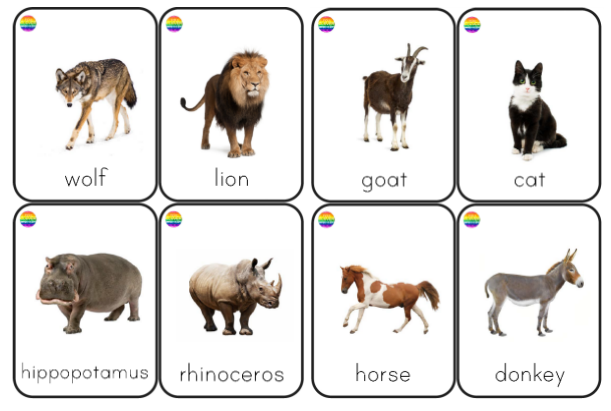 wolf
lion
goat
cat
hippopotamus
rhinoceros
horse
donkey